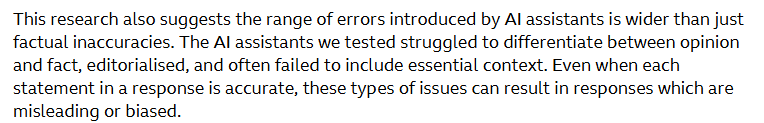 This research also suggests the range of errors introduced by AI assistants is wider than just
factual inaccuracies. The AI assistants we tested struggled to differentiate between opinion
and fact, editorialised, and often failed to include essential context. Even when each
statement in a response is accurate, these types of issues can result in responses which are
misleading or biased.